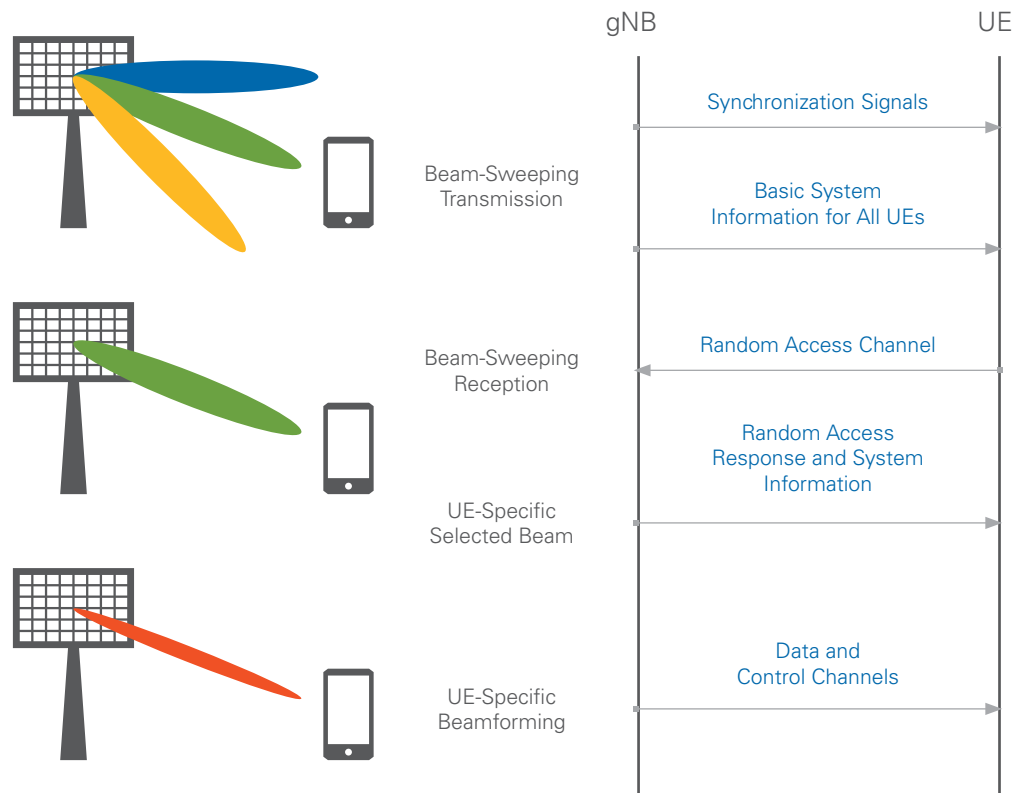 gNB
UE
Synchronization Signals
Beam-Sweeping
Transmission
Basic System
Information for All UEs
Beam-Sweeping
Reception
Random Access Channel
Random Access
Response and System
Information
UE-Specific
Selected Beam
Data and
Control Channels
UE-Specific
Beamforming